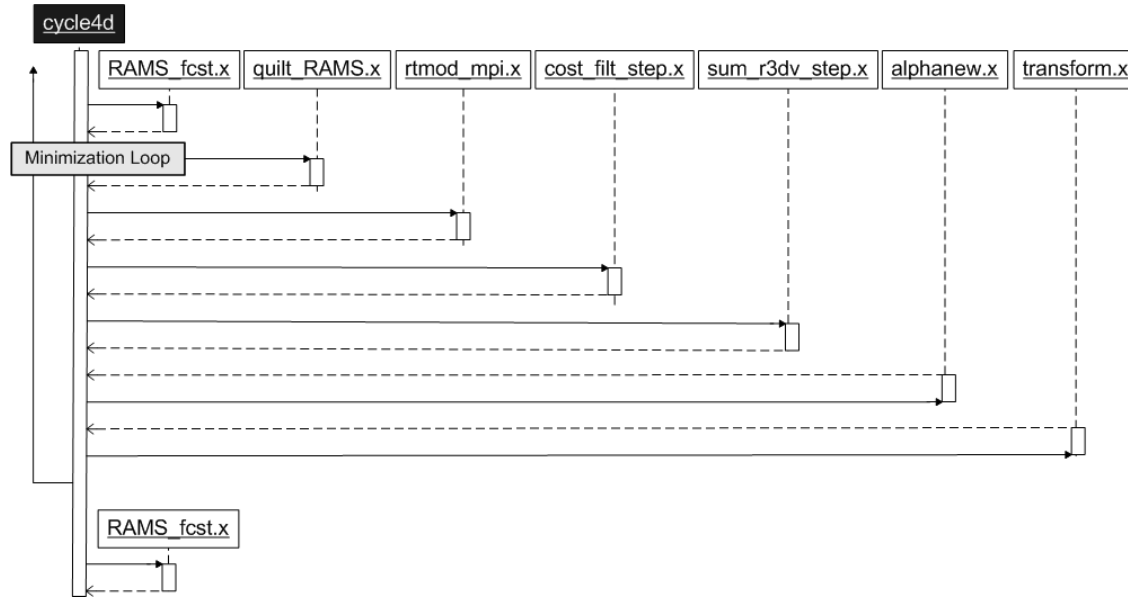 cycle4d
RAMS_fcst.x
quilt_RAMS.x
rtmod_mpi.x
cost_filt_step.x
sum_r3dv_step.x
alphanew.x
transform.x
Minimization Loop
RAMS_fcst.x